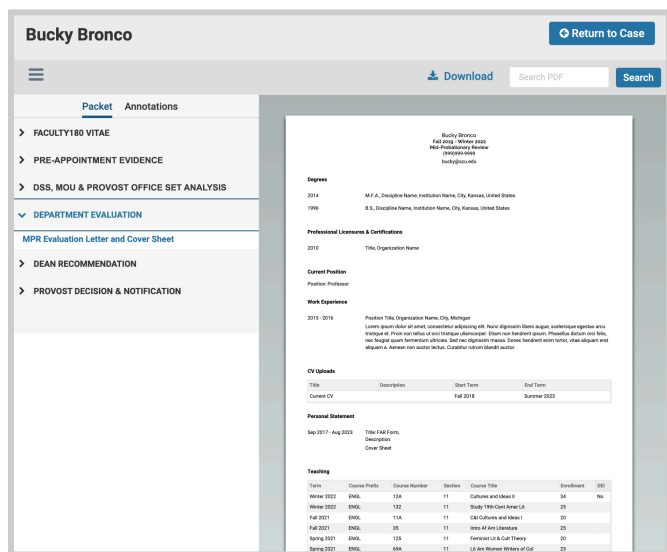 Bucky Bronco
Return to Case
Download
Search PDF
Search
Packet Annotations
FACULTY180 VITAE
PRE-APPOINTMENT EVIDENCE
DSS, MOU & PROVOST OFFICE SET ANALYSIS
DEPARTMENT EVALUATION
MPR Evaluation Letter and Cover Sheet
DEAN RECOMMENDATION
PROVOST DECISION & NOTIFICATION
Bucky Bronco
Fall 2019 - Winter 2022
Mid-Probationary Review
(999)999-9999
bucky@scu.edu
Degrees
2014 M.F.A., Discipline Name, Institution Name, City, Kansas, United States
1996 B.S., Discipline Name, Institution Name, City, Kansas, United States
Professional Licensures & Certifications
2010 Title, Organization Name
Current Position
Position: Professor
Work Experience
2015 - 2016 Position Title, Organization Name, City, Michigan
Lorem ipsum dolor sit amet, consectetur adipiscing elit. Nunc dignissim libero augue, scelerisque egestas arcu
tristique et. Proin non tellus ut orci tristique ullamcorper. Etiam non hendrerit ipsum. Phasellus dictum orci felis,
nec feugiat quam fermentum ultricies. Sed nec dignissim massa. Donec hendrerit enim tortor, vitae aliquam erat
aliquam a. Aenean non auctor lectus. Curabitur rutrum blandit auctor.
CV Uploads
Title Description Start Term End Term
Current CV Fall 2018 Summer 2023
Personal Statement
Sep 2017 - Aug 2023 Title: FAR Form,
Description:
Cover Sheet
Teaching
Term Course Prefix Course Number Section Course Title Enrollment DEI
Winter 2022 ENGL 12A 11 Cultures and Ideas II 34 No
Winter 2022 ENGL 132 11 Study 19th-Cent Amer Lit 25
Fall 2021 ENGL 11A 11 C&I Cultures and Ideas I 20
Fall 2021 ENGL 35 11 Intro Af Am Literature 25
Spring 2021 ENGL 125 11 Feminist Lit & Cult Theory 20
Spring 2021 ENGL 69A 11 Lit Am Women Writers of Col 23